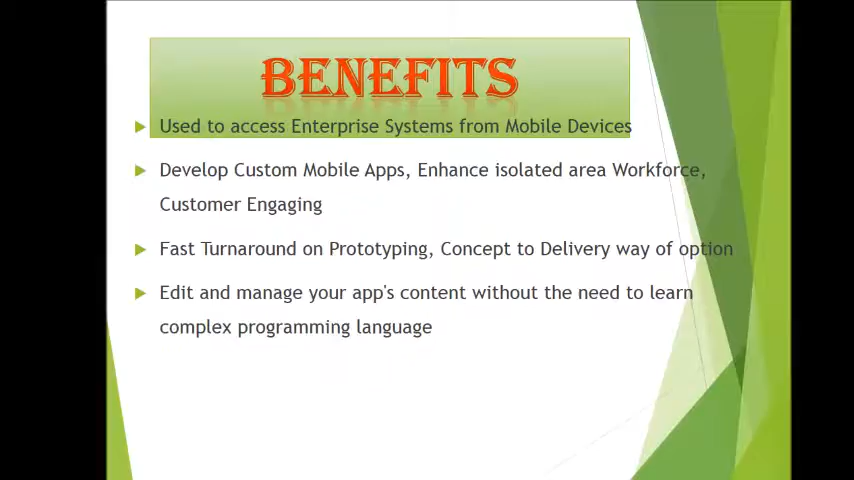 BENEFITS
Used to access Enterprise Systems from Mobile Devices
Develop Custom Mobile Apps, Enhance isolated area Workforce,
Customer Engaging
Fast Turnaround on Prototyping, Concept to Delivery way of option
Edit and manage your app's content without the need to learn
complex programming language